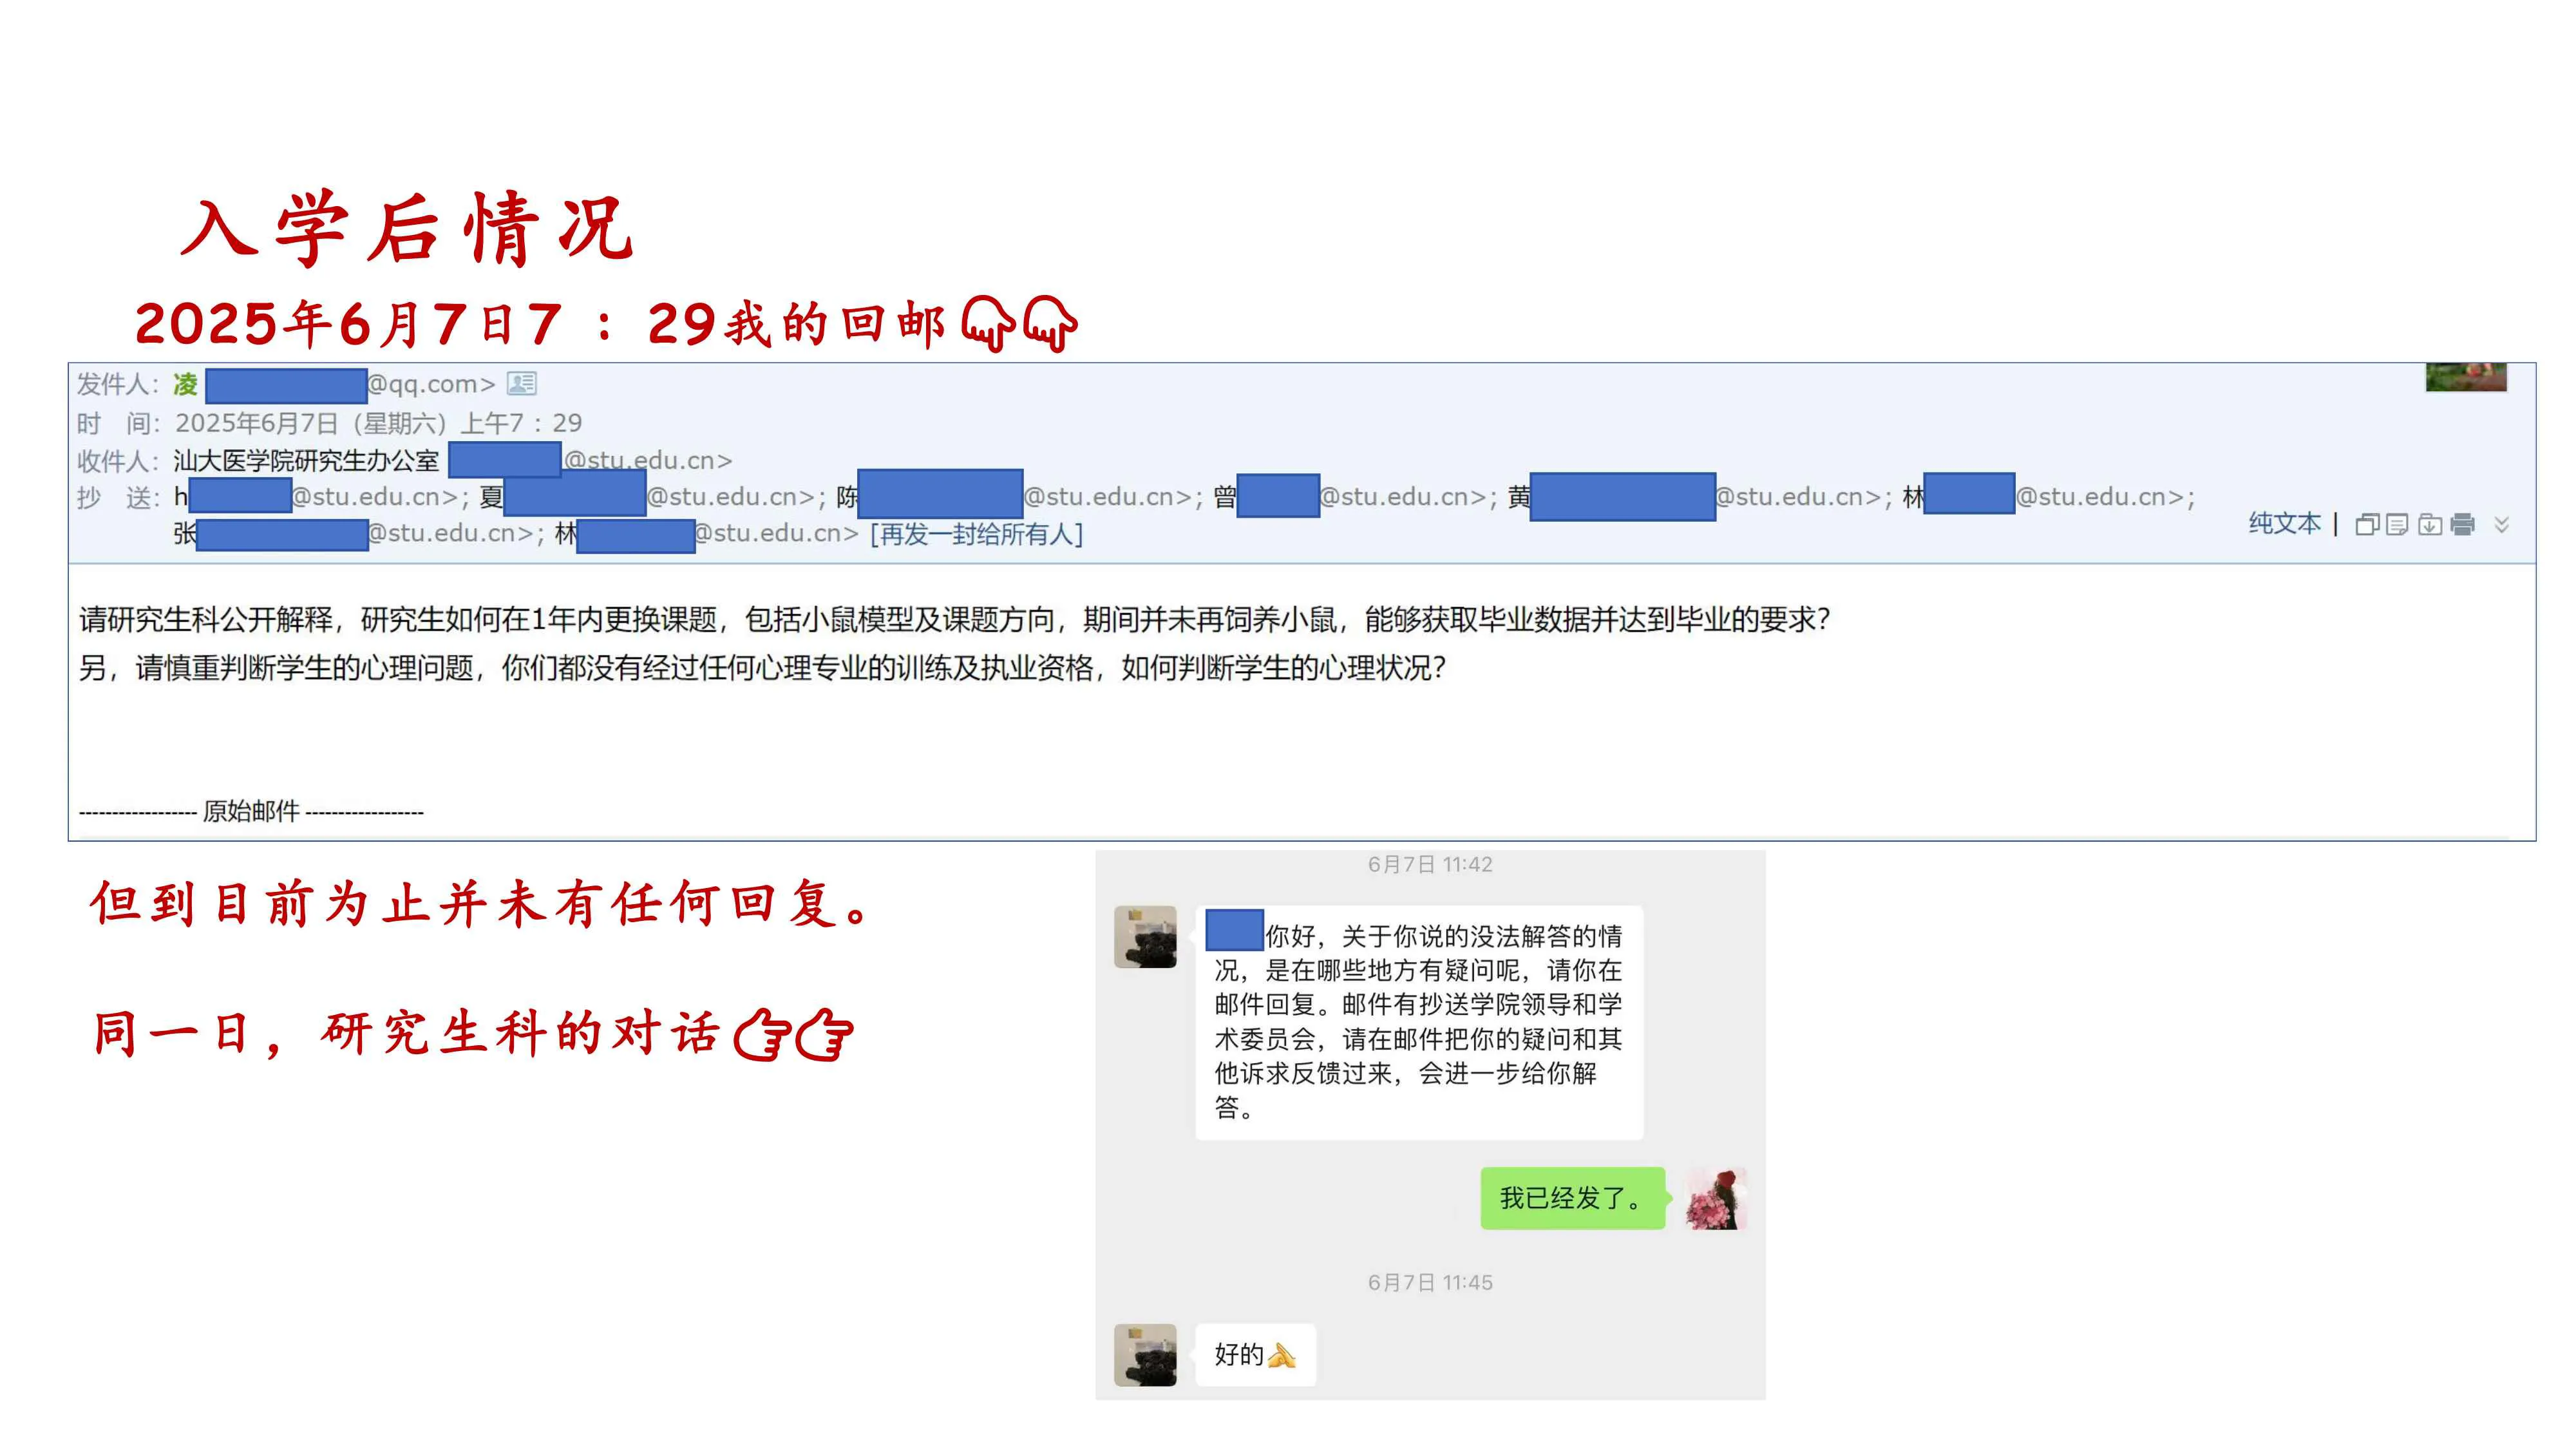 入学后情况
2025年6月7日7：29我的回邮👇👇
发件人：凌 @qq.com>
时 间：2025年6月7日（星期六）上午7：29
收件人：汕大医学院研究生办公室 @stu.edu.cn>
抄 送：h @stu.edu.cn>; 夏 @stu.edu.cn>; 陈 @stu.edu.cn>; 曾 @stu.edu.cn>; 黄 @stu.edu.cn>; 林 @stu.edu.cn>;
张 @stu.edu.cn>; 林 @stu.edu.cn> [再发一封给所有人]
纯文本 |
请研究生科公开解释，研究生如何在1年内更换课题，包括小鼠模型及课题方向，期间并未再饲养小鼠，能够获取毕业数据并达到毕业的要求？
另，请慎重判断学生的心理问题，你们都没有经过任何心理专业的训练及执业资格，如何判断学生的心理状况？
------------------ 原始邮件 ------------------
但到目前为止并未有任何回复。
同一日，研究生科的对话👉👉
6月7日 11:42
你好，关于你说的没法解答的情
况，是在哪些地方有疑问呢，请你在
邮件回复。邮件有抄送学院领导和学
术委员会，请在邮件把你的疑问和其
他诉求反馈过来，会进一步给你解
答。
我已经发了。
6月7日 11:45
好的🙏